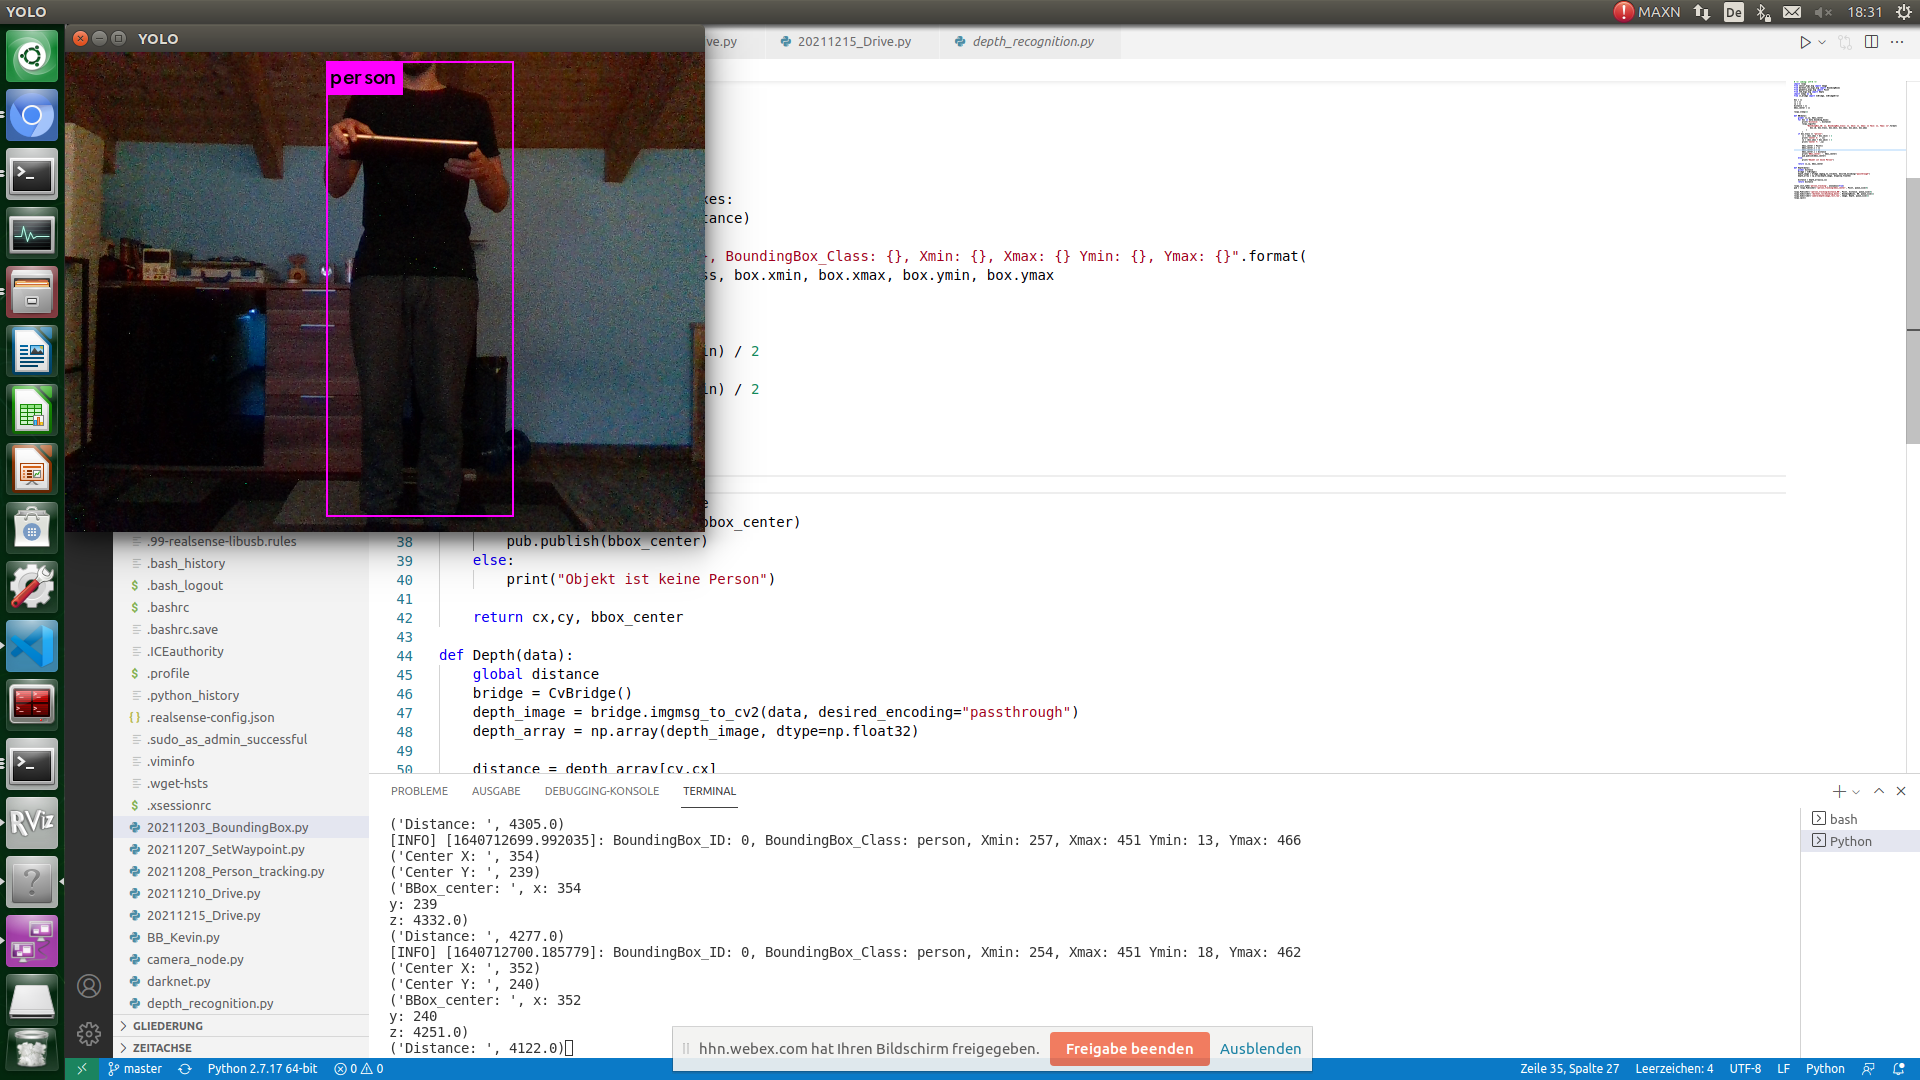 YOLO
MAXN
De
18:31
YOLO
person
ve.py
20211215_Drive.py
depth_recognition.py
xes:
tance)
, BoundingBox_Class: {}, Xmin: {}, Xmax: {} Ymin: {}, Ymax: {}".format(
ss, box.xmin, box.xmax, box.ymin, box.ymax
in) / 2
in) / 2
bbox_center)
38 pub.publish(bbox_center)
39 else:
40 print("Objekt ist keine Person")
41
42 return cx,cy, bbox_center
43
44 def Depth(data):
45 global distance
46 bridge = CvBridge()
47 depth_image = bridge.imgmsg_to_cv2(data, desired_encoding="passthrough")
48 depth_array = np.array(depth_image, dtype=np.float32)
49
50 distance = depth_array[cy,cx]
.99-realsense-libusb.rules
.bash_history
.bash_logout
.bashrc
.bashrc.save
.ICEauthority
.profile
.python_history
.realsense-config.json
.sudo_as_admin_successful
.viminfo
.wget-hsts
.xsessionrc
20211203_BoundingBox.py
20211207_SetWaypoint.py
20211208_Person_tracking.py
20211210_Drive.py
20211215_Drive.py
BB_Kevin.py
camera_node.py
darknet.py
depth_recognition.py
GLIEDERUNG
ZEITACHSE
RViz
PROBLEME AUSGABE DEBUGGING-KONSOLE TERMINAL
('Distance: ', 4305.0)
[INFO] [1640712699.992035]: BoundingBox_ID: 0, BoundingBox_Class: person, Xmin: 257, Xmax: 451 Ymin: 13, Ymax: 466
('Center X: ', 354)
('Center Y: ', 239)
('BBox_center: ', x: 354
y: 239
z: 4332.0)
('Distance: ', 4277.0)
[INFO] [1640712700.185779]: BoundingBox_ID: 0, BoundingBox_Class: person, Xmin: 254, Xmax: 451 Ymin: 18, Ymax: 462
('Center X: ', 352)
('Center Y: ', 240)
('BBox_center: ', x: 352
y: 240
z: 4251.0)
('Distance: ', 4122.0)
bash
Python
hhn.webex.com hat Ihren Bildschirm freigegeben. Freigabe beenden Ausblenden
master Python 2.7.17 64-bit 0 0 Zeile 35, Spalte 27 Leerzeichen: 4 UTF-8 LF Python